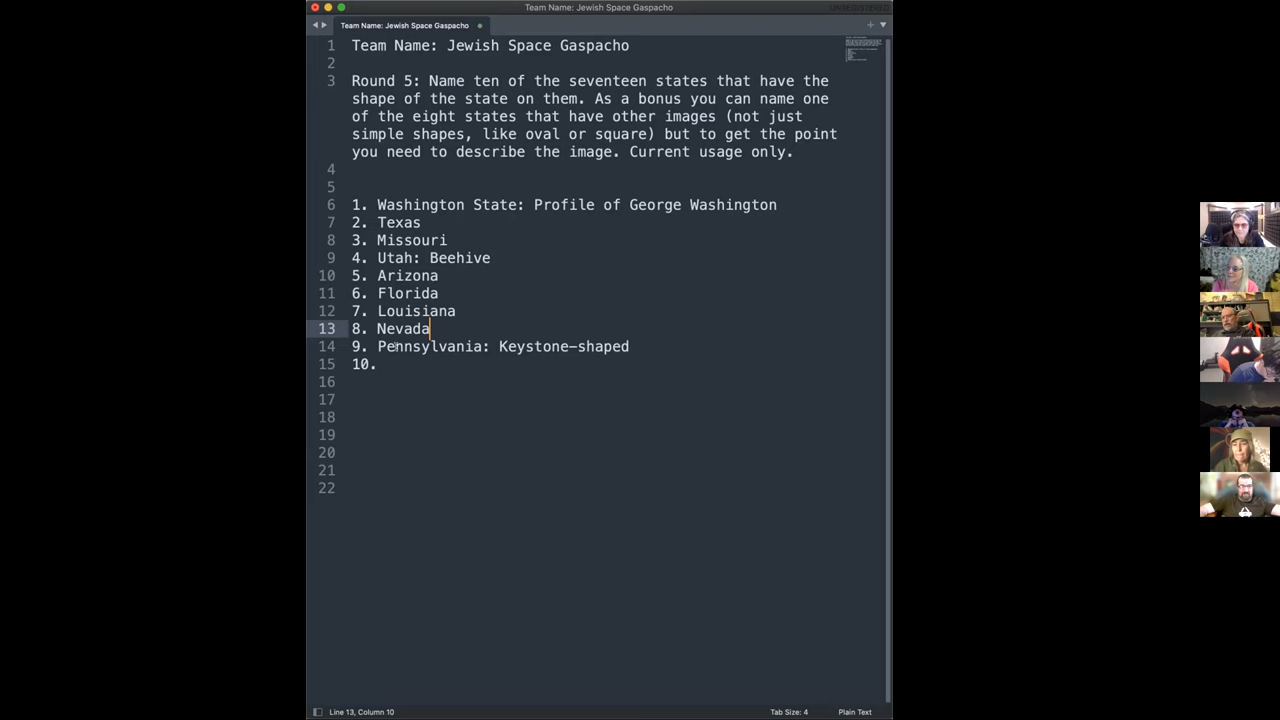 Team Name: Jewish Space Gaspacho
UNREGISTERED
Team Name: Jewish Space Gaspacho
1 Team Name: Jewish Space Gaspacho
2
3 Round 5: Name ten of the seventeen states that have the
shape of the state on them. As a bonus you can name one
of the eight states that have other images (not just
simple shapes, like oval or square) but to get the point
you need to describe the image. Current usage only.
4
5
6 1. Washington State: Profile of George Washington
7 2. Texas
8 3. Missouri
9 4. Utah: Beehive
10 5. Arizona
11 6. Florida
12 7. Louisiana
13 8. Nevada
14 9. Pennsylvania: Keystone-shaped
15 10.
16
17
18
19
20
21
22
Line 13, Column 10
Tab Size: 4
Plain Text